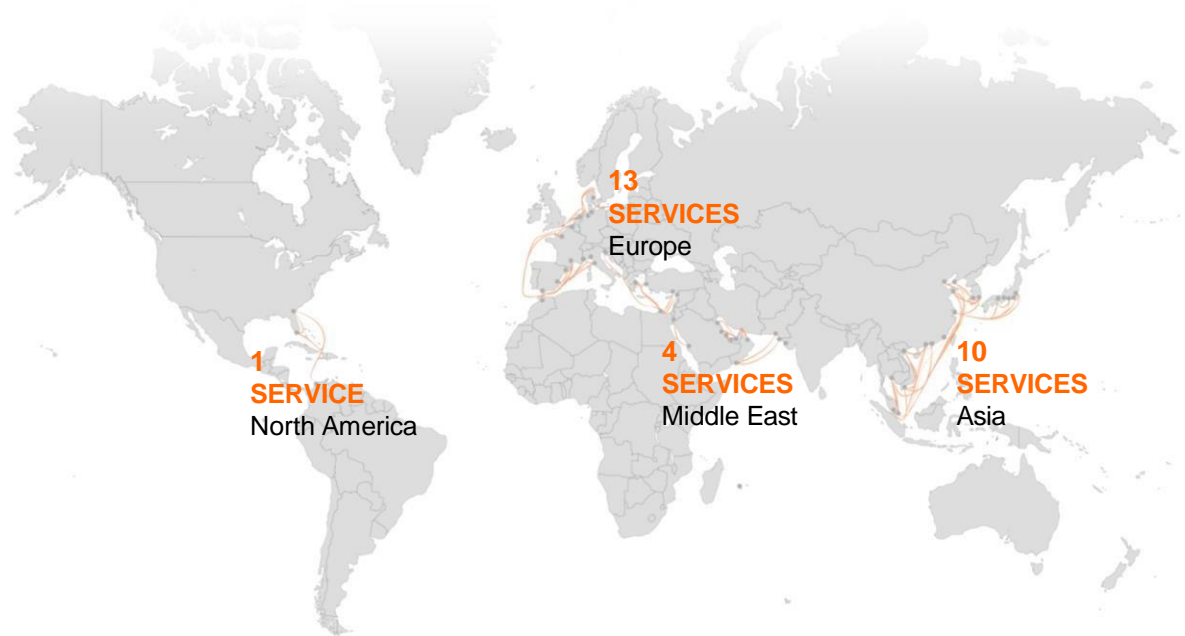 13
SERVICES
Europe
1
SERVICE
North America
4
SERVICES
Middle East
10
SERVICES
Asia